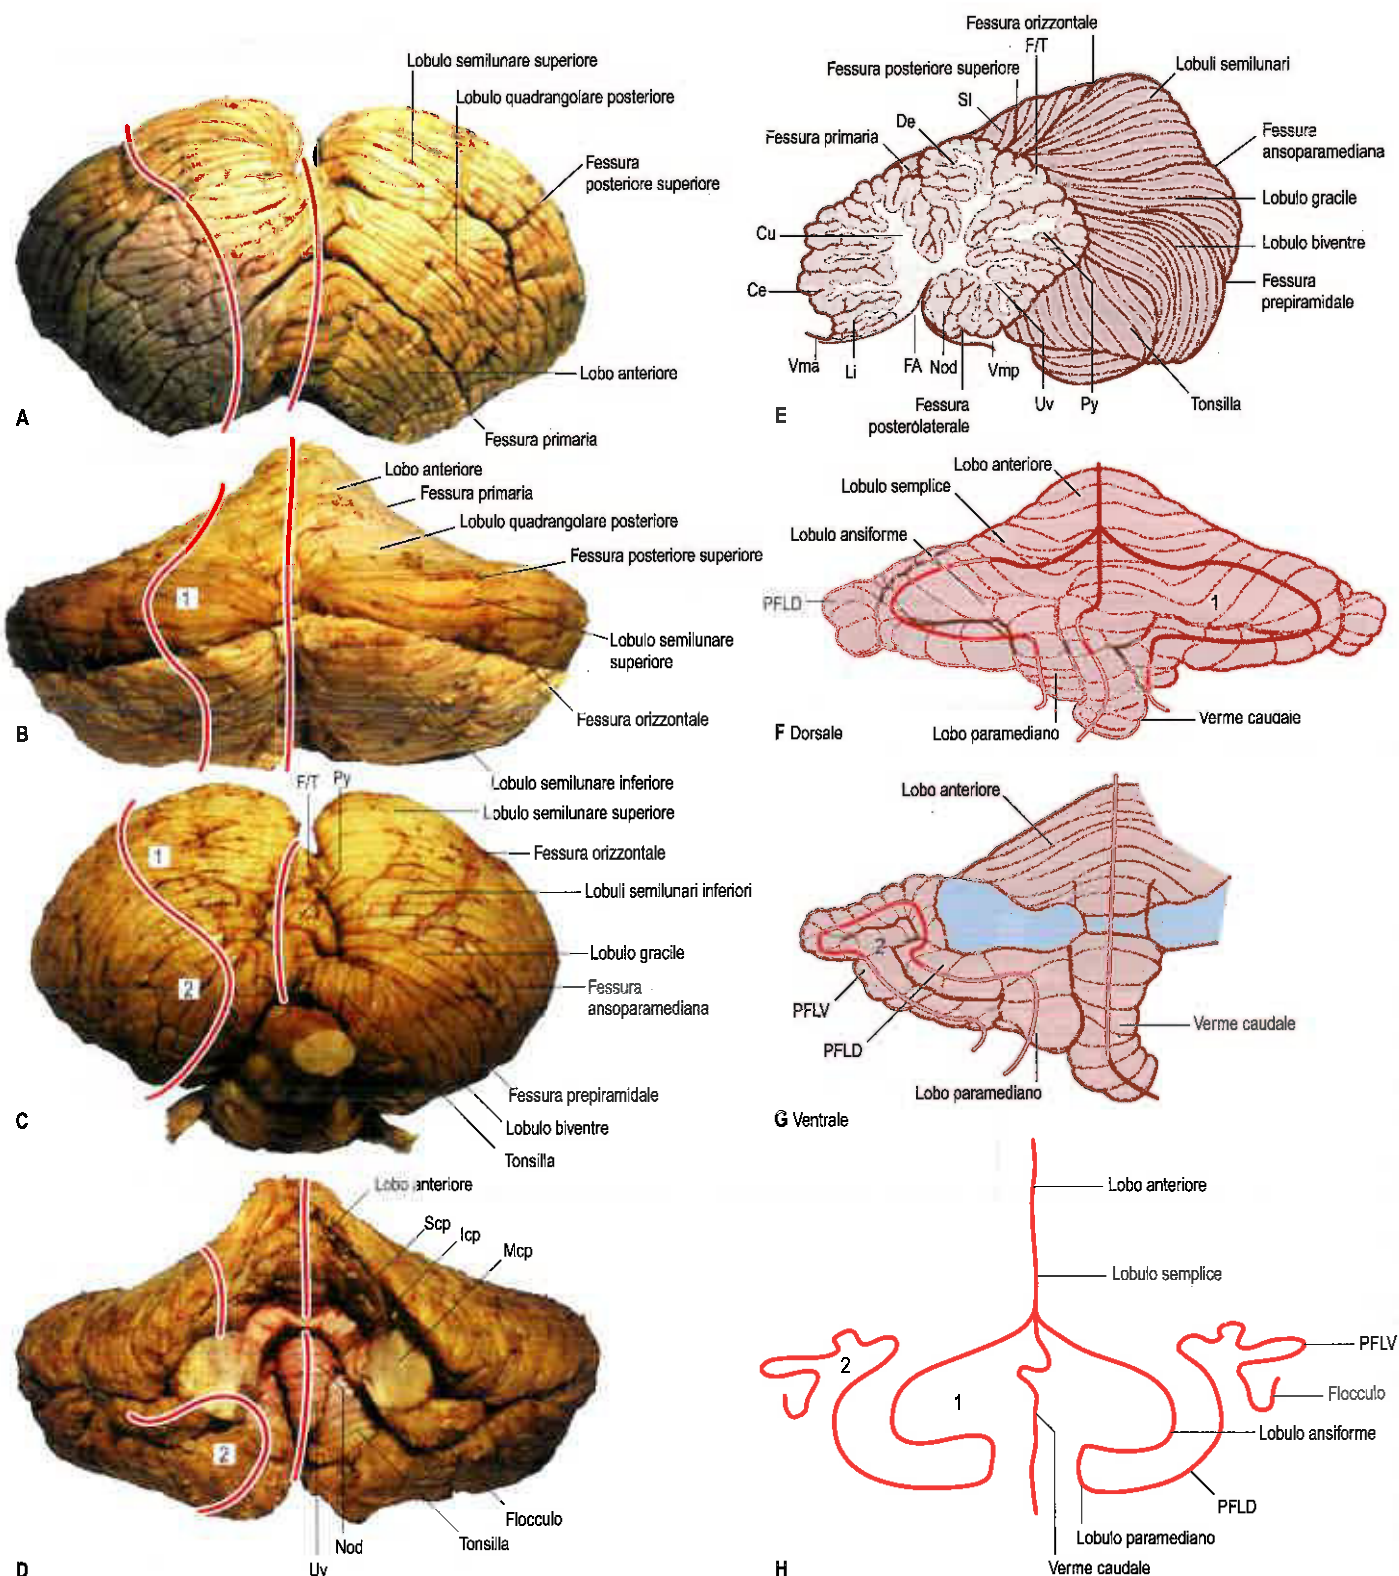 Lobulo semilunare superiore
Lobulo quadrangolare posteriore
Fessura
posteriore superiore
Lobo anteriore
Fessura primaria
A
Lobo anteriore
Fessura primaria
Lobulo quadrangolare posteriore
Fessura posteriore superiore
1
Lobulo semilunare
superiore
Fessura orizzontale
Lobulo semilunare inferiore
B
F/T
Py
Lobulo semilunare superiore
1
Fessura orizzontale
Lobuli semilunari inferiori
Lobulo gracile
2
Fessura
ansoparamediana
Fessura prepiramidale
Lobulo biventre
Tonsilla
C
Lobo anteriore
Scp
Icp
Mcp
2
Flocculo
Tonsilla
Nod
Uv
D
Fessura orizzontale
F/T
Fessura posteriore superiore
Lobuli semilunari
SI
De
Fessura primaria
Fessura
ansoparamediana
Lobulo gracile
Cu
Lobulo biventre
Ce
Fessura
prepiramidale
Vma
Li
FA
Nod
Vmp
Uv
Py
Tonsilla
Fessura
posterolaterale
E
Lobo anteriore
Lobulo semplice
Lobulo ansiforme
PFLD
1
Lobo paramediano
Verme caudale
F Dorsale
Lobo anteriore
2
PFLV
PFLD
Verme caudale
Lobo paramediano
G Ventrale
Lobo anteriore
Lobulo semplice
PFLV
2
Flocculo
1
Lobulo ansiforme
PFLD
Lobulo paramediano
Verme caudale
H